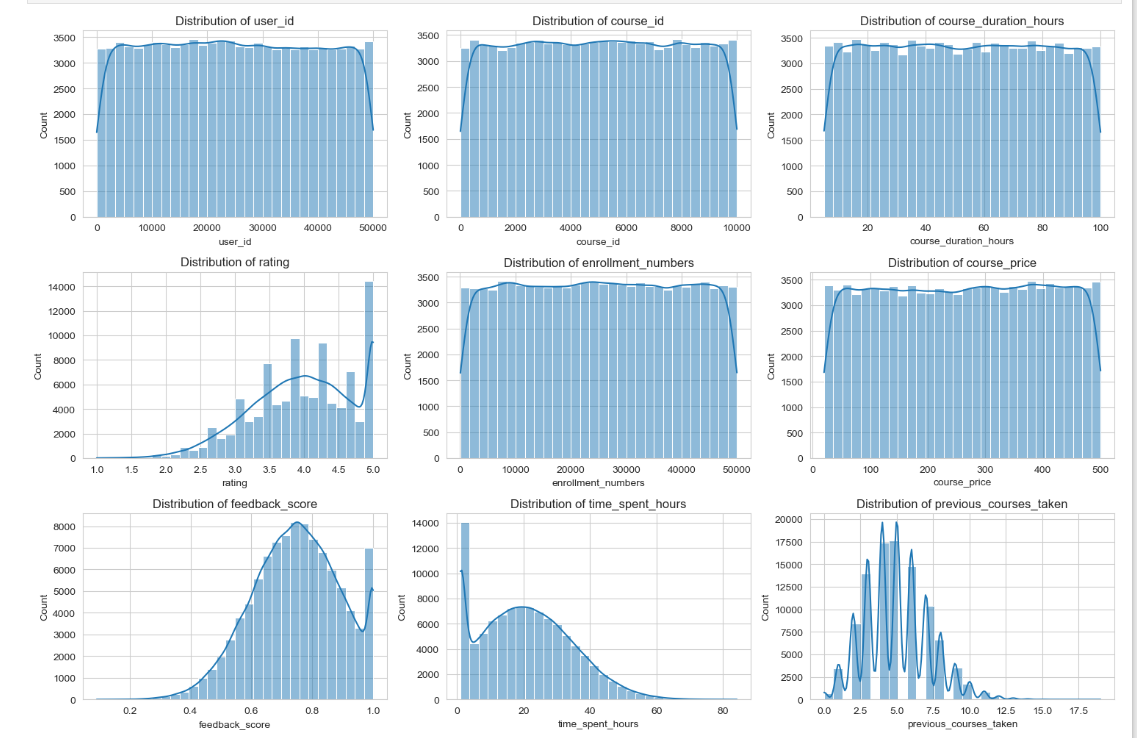 Distribution of user_id
Count
3500
3000
2500
2000
1500
1000
500
0
0 10000 20000 30000 40000 50000
user_id
Distribution of course_id
Count
3500
3000
2500
2000
1500
1000
500
0
0 2000 4000 6000 8000 10000
course_id
Distribution of course_duration_hours
Count
3500
3000
2500
2000
1500
1000
500
0
20 40 60 80 100
course_duration_hours
Distribution of rating
Count
14000
12000
10000
8000
6000
4000
2000
0
1.0 1.5 2.0 2.5 3.0 3.5 4.0 4.5 5.0
rating
Distribution of enrollment_numbers
Count
3500
3000
2500
2000
1500
1000
500
0
0 10000 20000 30000 40000 50000
enrollment_numbers
Distribution of course_price
Count
3500
3000
2500
2000
1500
1000
500
0
0 100 200 300 400 500
course_price
Distribution of feedback_score
Count
8000
7000
6000
5000
4000
3000
2000
1000
0
0.2 0.4 0.6 0.8 1.0
feedback_score
Distribution of time_spent_hours
Count
14000
12000
10000
8000
6000
4000
2000
0
0 20 40 60 80
time_spent_hours
Distribution of previous_courses_taken
Count
20000
17500
15000
12500
10000
7500
5000
2500
0
0.0 2.5 5.0 7.5 10.0 12.5 15.0 17.5
previous_courses_taken